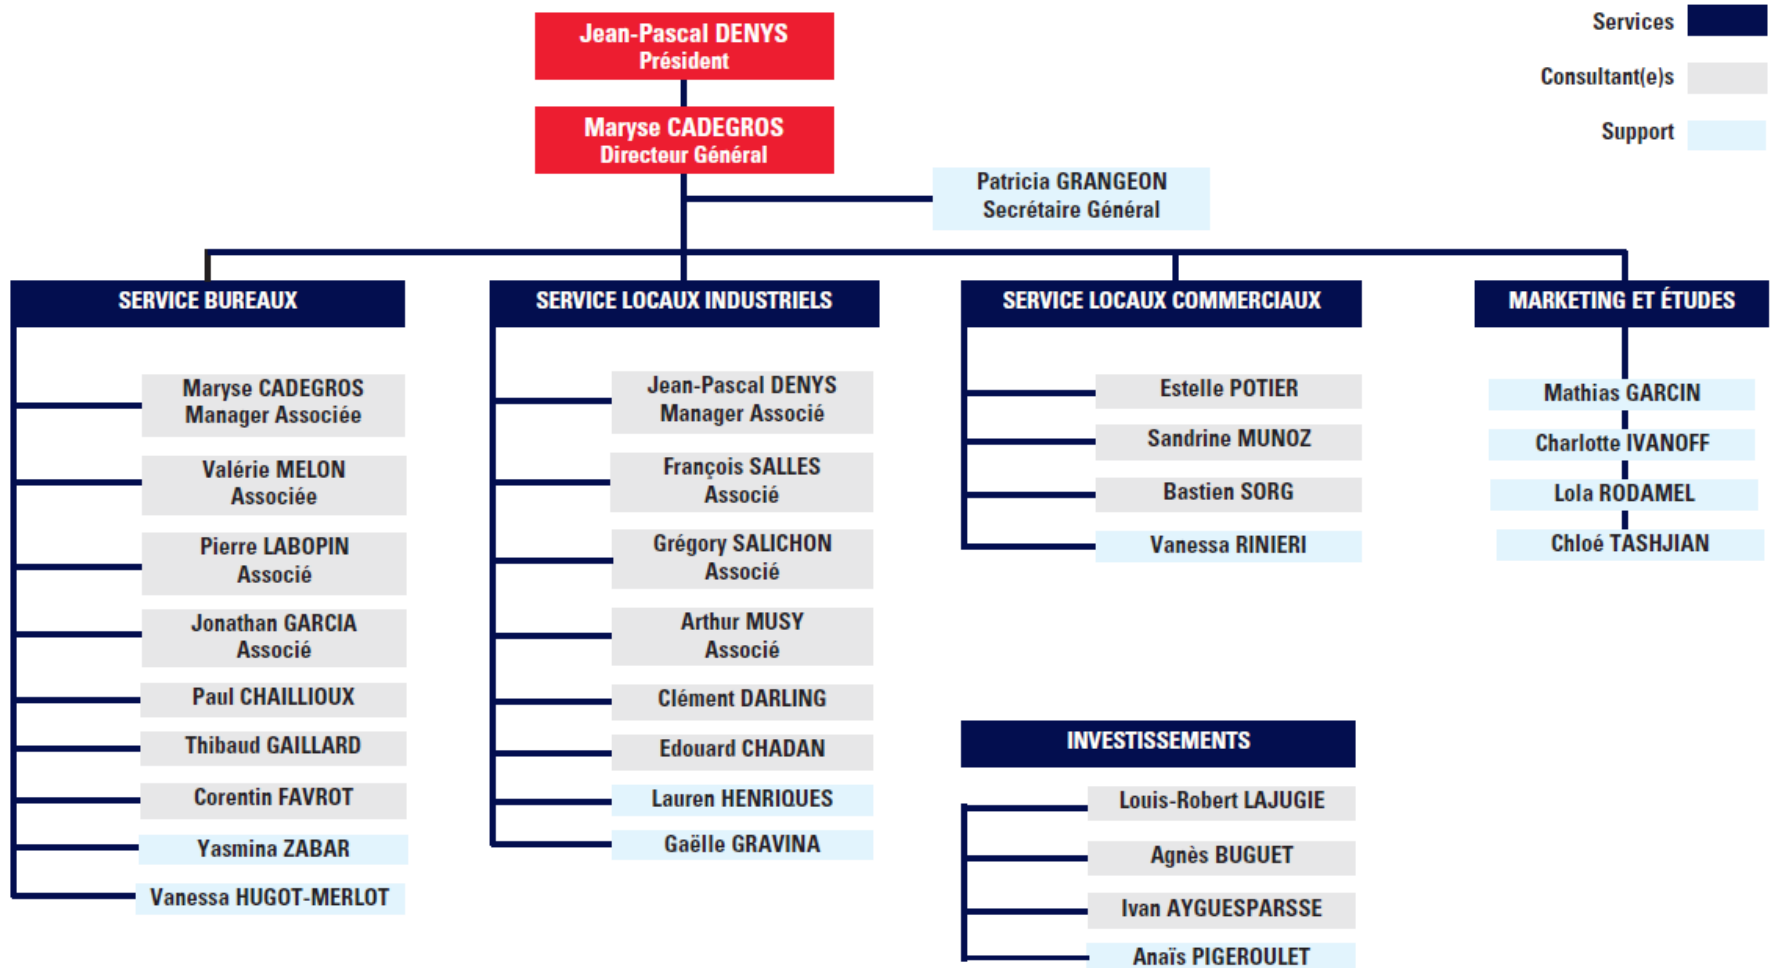 Jean-Pascal DENYS
Président
Maryse CADEGROS
Directeur Général
Services
Consultant(e)s
Support
Patricia GRANGEON
Secrétaire Général
SERVICE BUREAUX
Maryse CADEGROS
Manager Associée
Valérie MELON
Associée
Pierre LABOPIN
Associé
Jonathan GARCIA
Associé
Paul CHAILLIOUX
Thibaud GAILLARD
Corentin FAVROT
Yasmina ZABAR
Vanessa HUGOT-MERLOT
SERVICE LOCAUX INDUSTRIELS
Jean-Pascal DENYS
Manager Associé
François SALLES
Associé
Grégory SALICHON
Associé
Arthur MUSY
Associé
Clément DARLING
Edouard CHADAN
Lauren HENRIQUES
Gaëlle GRAVINA
SERVICE LOCAUX COMMERCIAUX
Estelle POTIER
Sandrine MUNOZ
Bastien SORG
Vanessa RINIERI
MARKETING ET ÉTUDES
Mathias GARCIN
Charlotte IVANOFF
Lola RODAMEL
Chloé TASHJIAN
INVESTISSEMENTS
Louis-Robert LAJUGIE
Agnès BUGUET
Ivan AYGUESPARSSE
Anaïs PIGEROULET